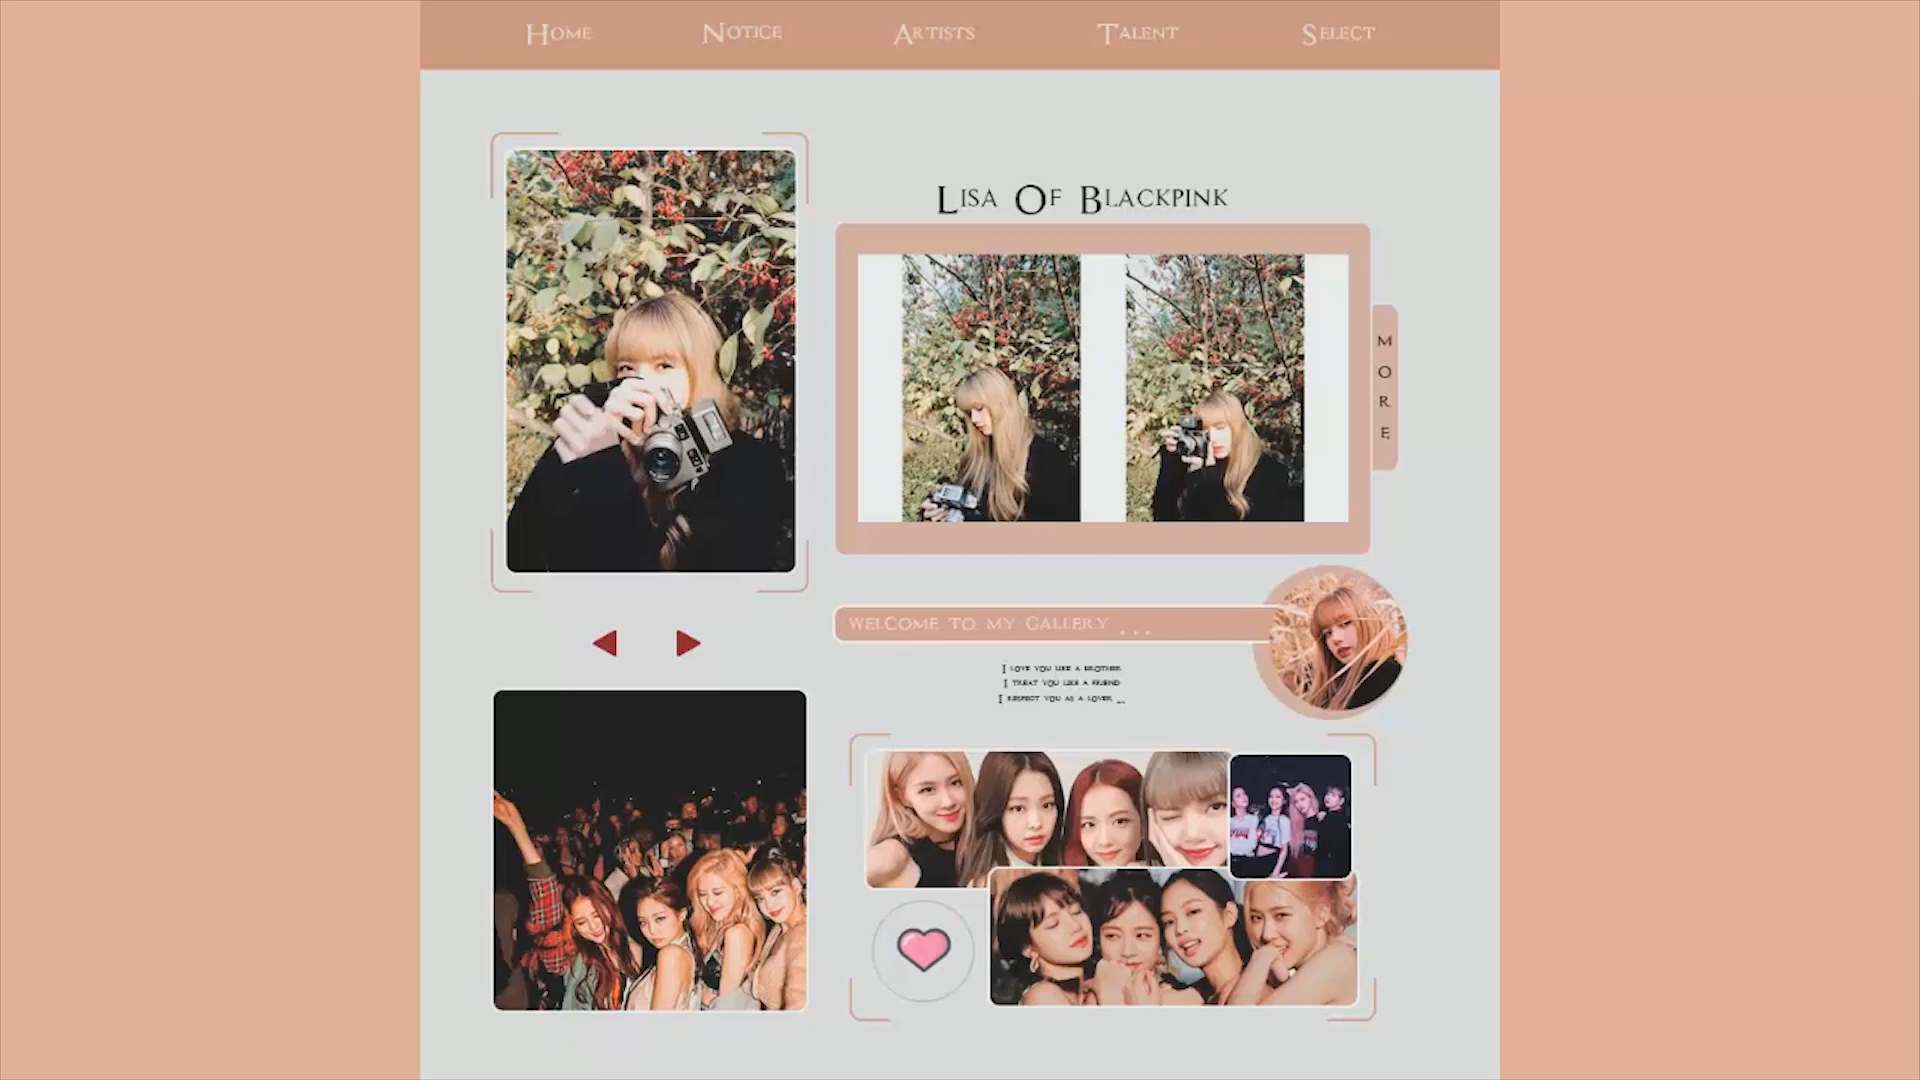 Home Notice Artists Talent Select
Lisa Of Blackpink
MORE
WELCOME TO MY GALLERY ...
I love you like a brother
I treat you like a friend
I respect you as a lover ...